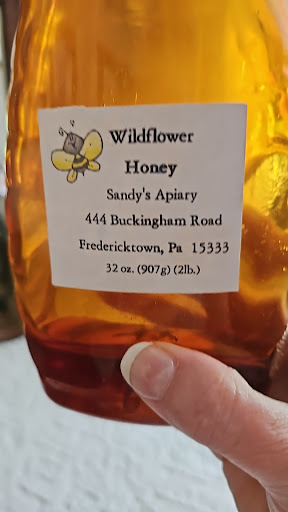 Wildflower
Honey
Sandy's Apiary
444 Buckingham Road
Fredericktown, Pa 15333
32 oz. (907g) (2lb.)